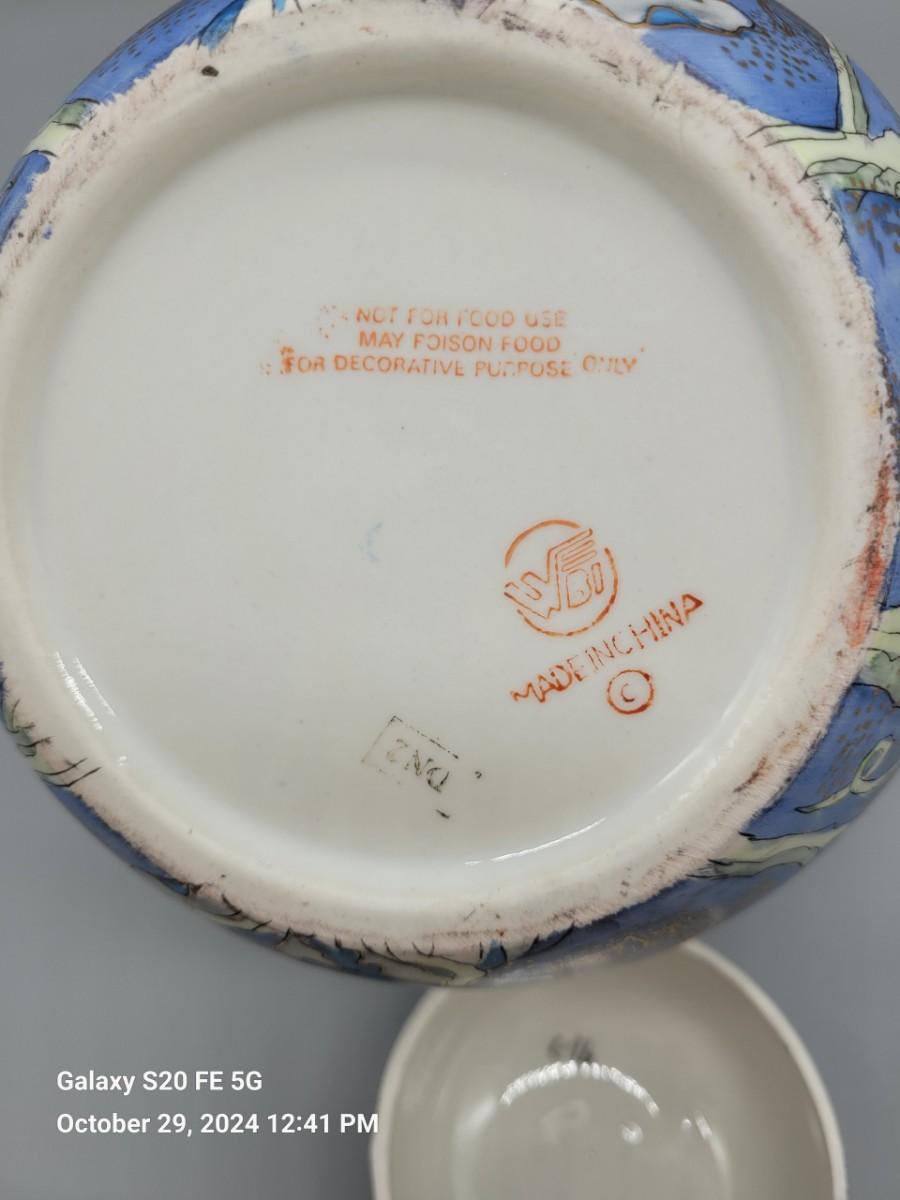 NOT FOR FOOD USE
MAY POISON FOOD
FOR DECORATIVE PURPOSE ONLY
WEBI
MADE IN CHINA
©
DN2
Galaxy S20 FE 5G
October 29, 2024 12:41 PM